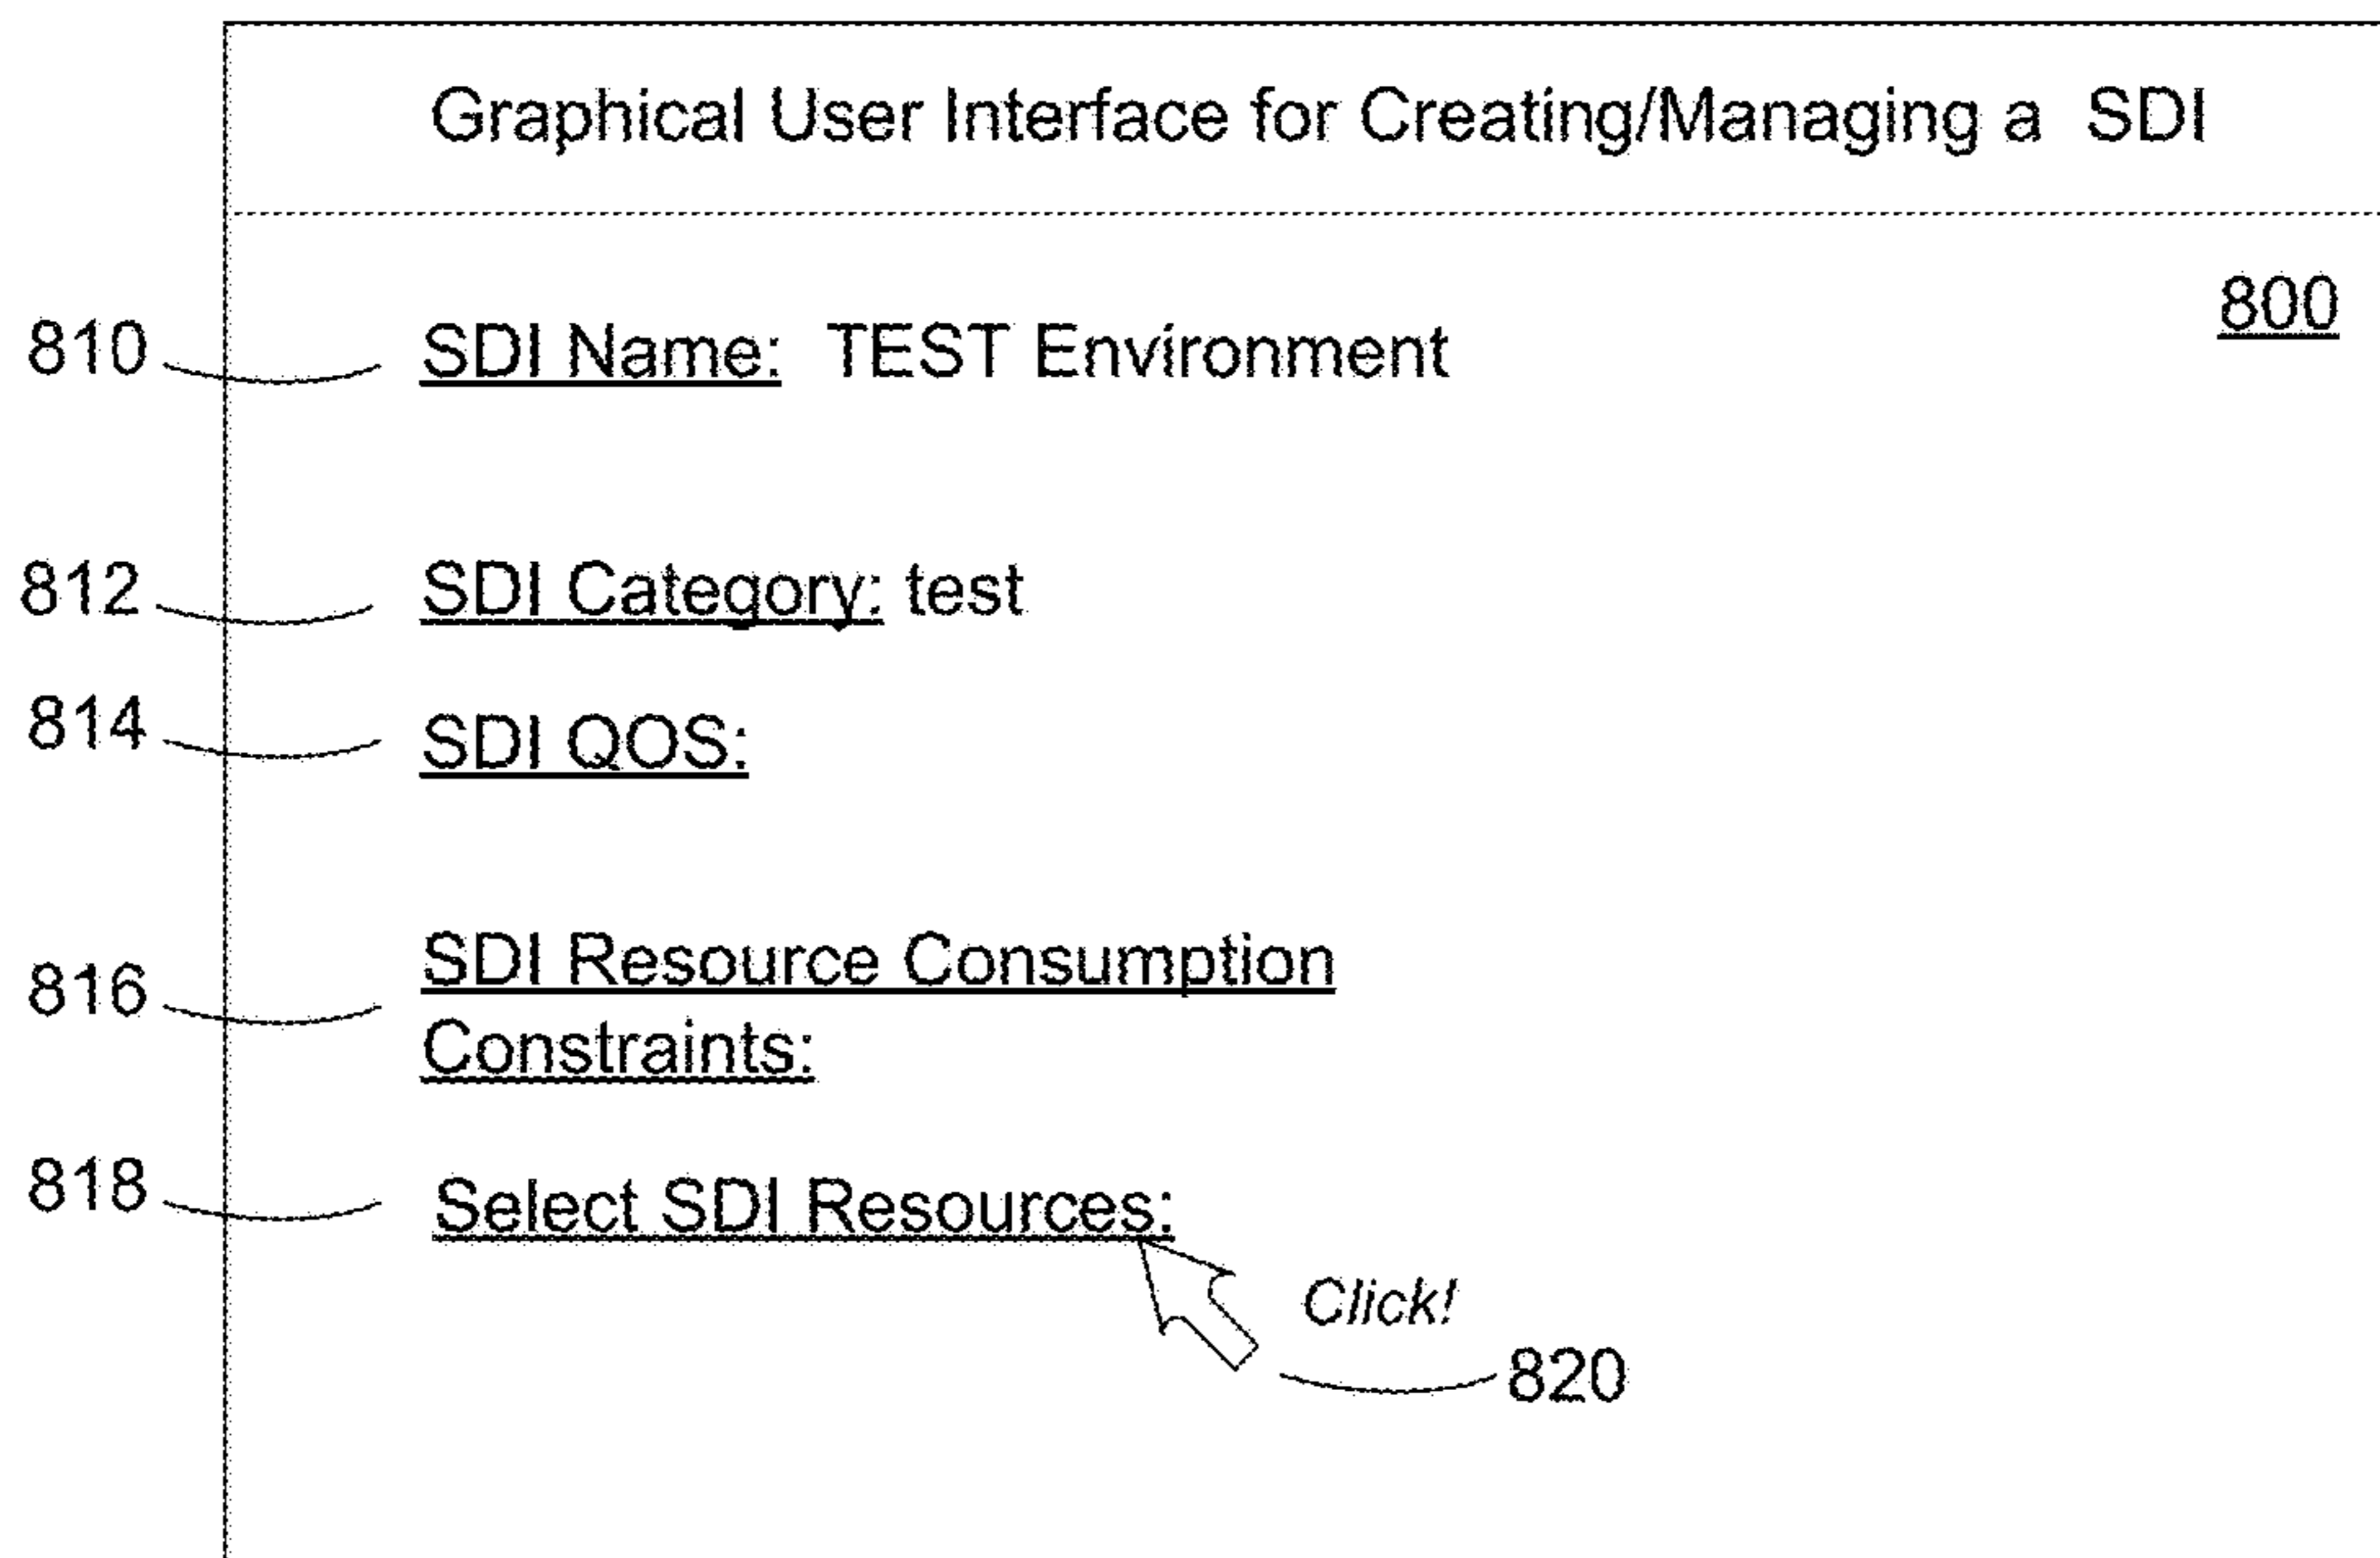 Graphical User Interface for Creating/Managing a SDI
800
810 SDI Name: TEST Environment
812 SDI Category: test
814 SDI QOS:
816 SDI Resource Consumption
Constraints:
818 Select SDI Resources:
Click!
820